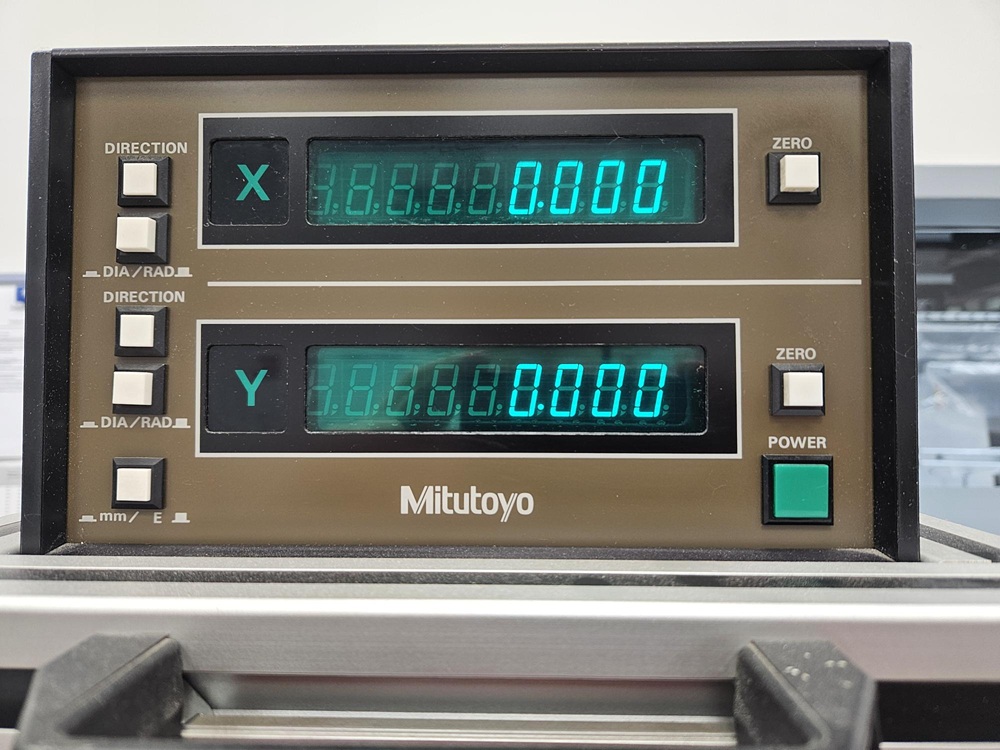 DIRECTION
X
0.000
ZERO
DIA/RAD
DIRECTION
Y
0.000
ZERO
DIA/RAD
POWER
mm/ E
Mitutoyo